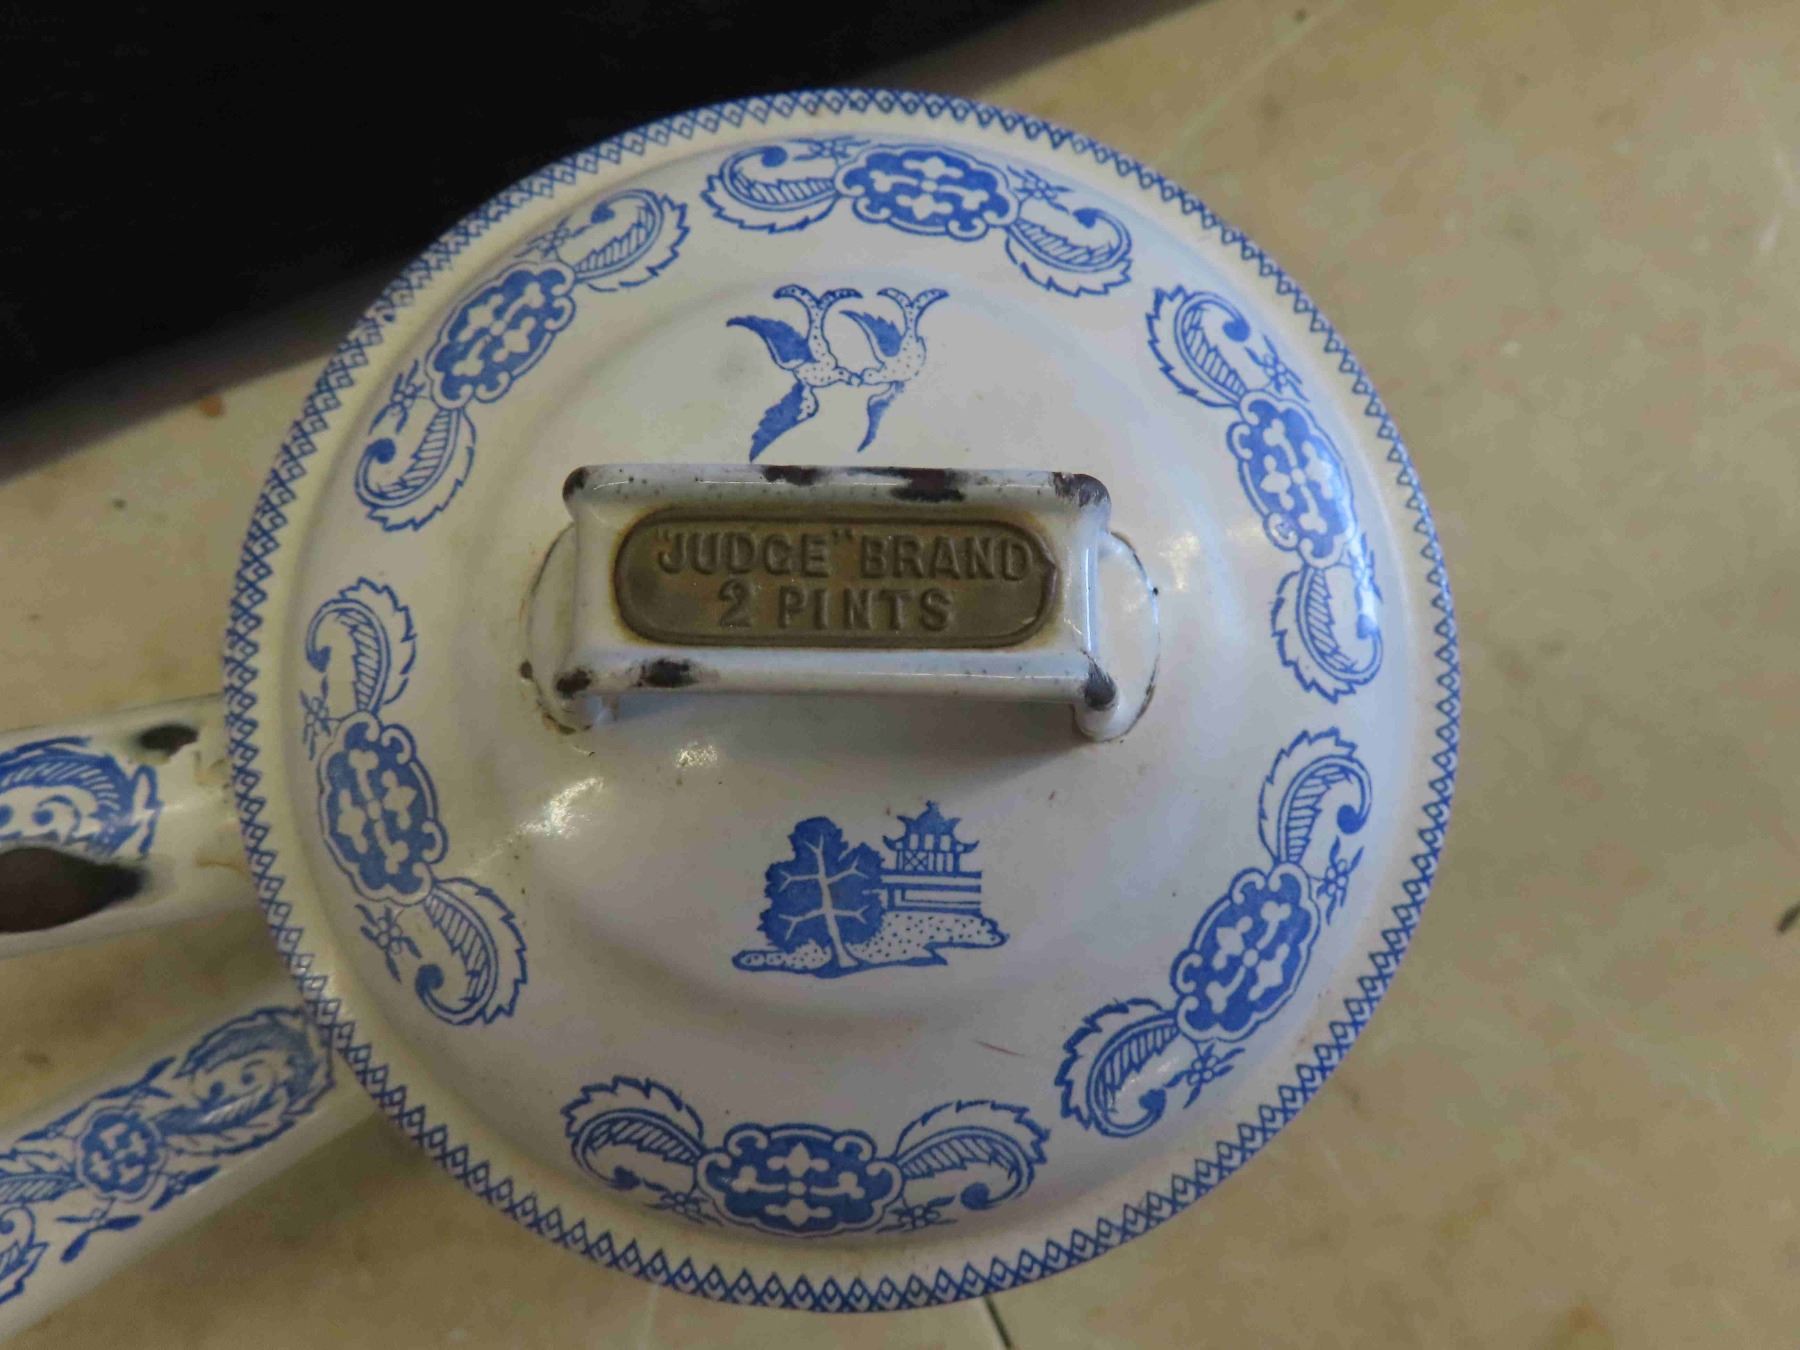 "JUDGE" BRAND
2 PINTS